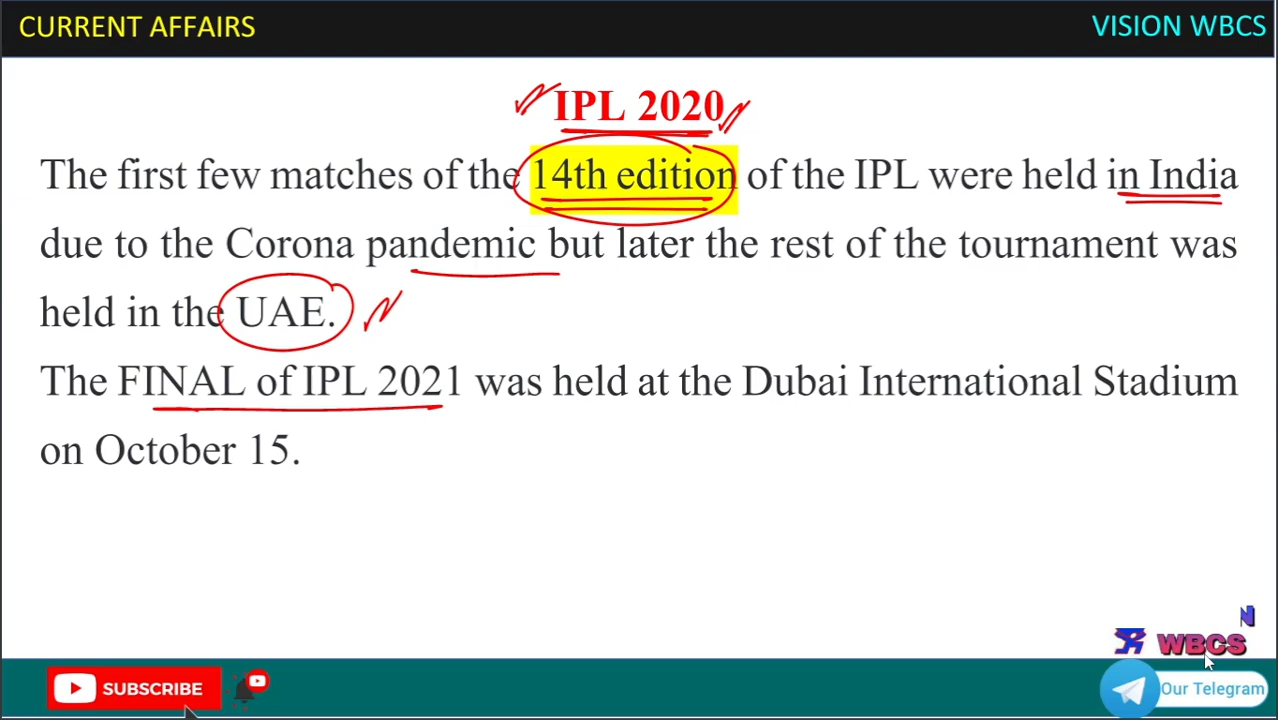 CURRENT AFFAIRS
VISION WBCS
IPL 2020
The first few matches of the 14th edition of the IPL were held in India
due to the Corona pandemic but later the rest of the tournament was
held in the UAE.
The FINAL of IPL 2021 was held at the Dubai International Stadium
on October 15.
N
WBCS
SUBSCRIBE
Our Telegram